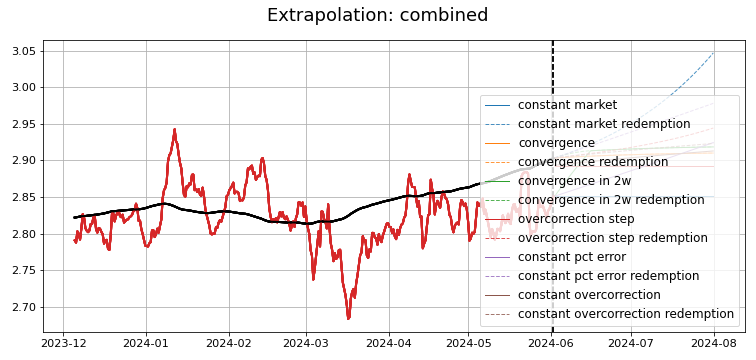 Extrapolation: combined
3.05
3.00
2.95
2.90
2.85
2.80
2.75
2.70
constant market
constant market redemption
convergence
convergence redemption
convergence in 2w
convergence in 2w redemption
overcorrection step
overcorrection step redemption
constant pct error
constant pct error redemption
constant overcorrection
constant overcorrection redemption
2023-12 2024-01 2024-02 2024-03 2024-04 2024-05 2024-06 2024-07 2024-08